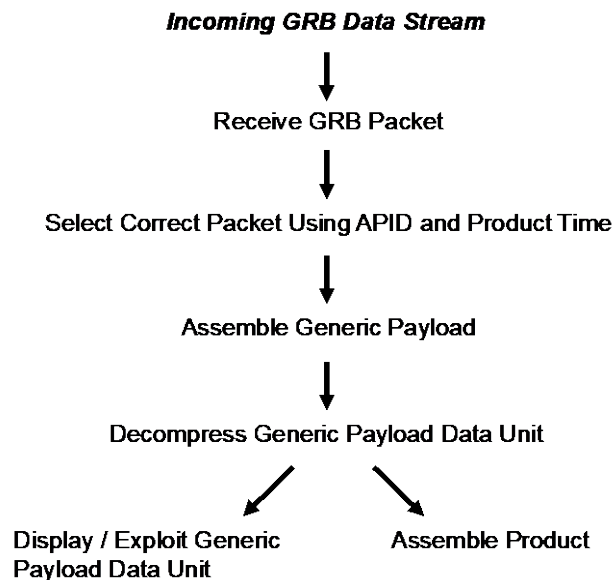 Incoming GRB Data Stream
Receive GRB Packet
Select Correct Packet Using APID and Product Time
Assemble Generic Payload
Decompress Generic Payload Data Unit
Display / Exploit Generic
Payload Data Unit
Assemble Product